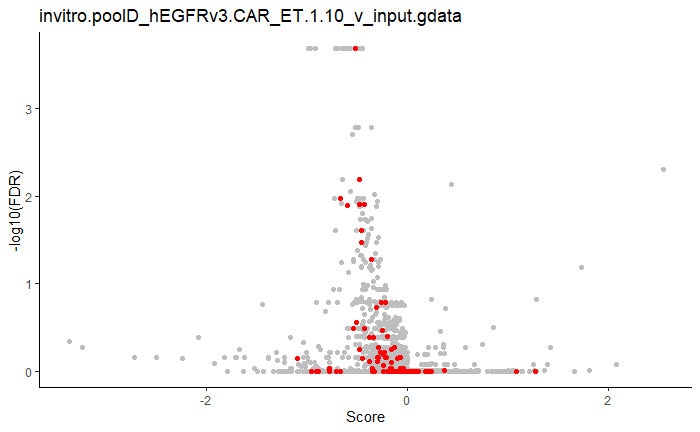 invitro.poolD_hEGFRv3.CAR_ET.1.10_v_input.gdata
-log10(FDR)
3
2
1
0
-2
0
2
Score